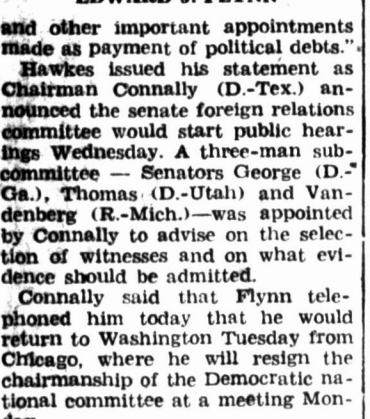 EDWARD J. FLYNN
and other important appointments
made as payment of political debts."
Hawkes issued his statement as
Chairman Connally (D.-Tex.) an-
nounced the senate foreign relations
committee would start public hear-
ings Wednesday. A three-man sub-
committee — Senators George (D.-
Ga.), Thomas (D.-Utah) and Van-
denberg (R.-Mich.)—was appointed
by Connally to advise on the selec-
tion of witnesses and on what evi-
dence should be admitted.
Connally said that Flynn tele-
phoned him today that he would
return to Washington Tuesday from
Chicago, where he will resign the
chairmanship of the Democratic na-
tional committee at a meeting Mon-